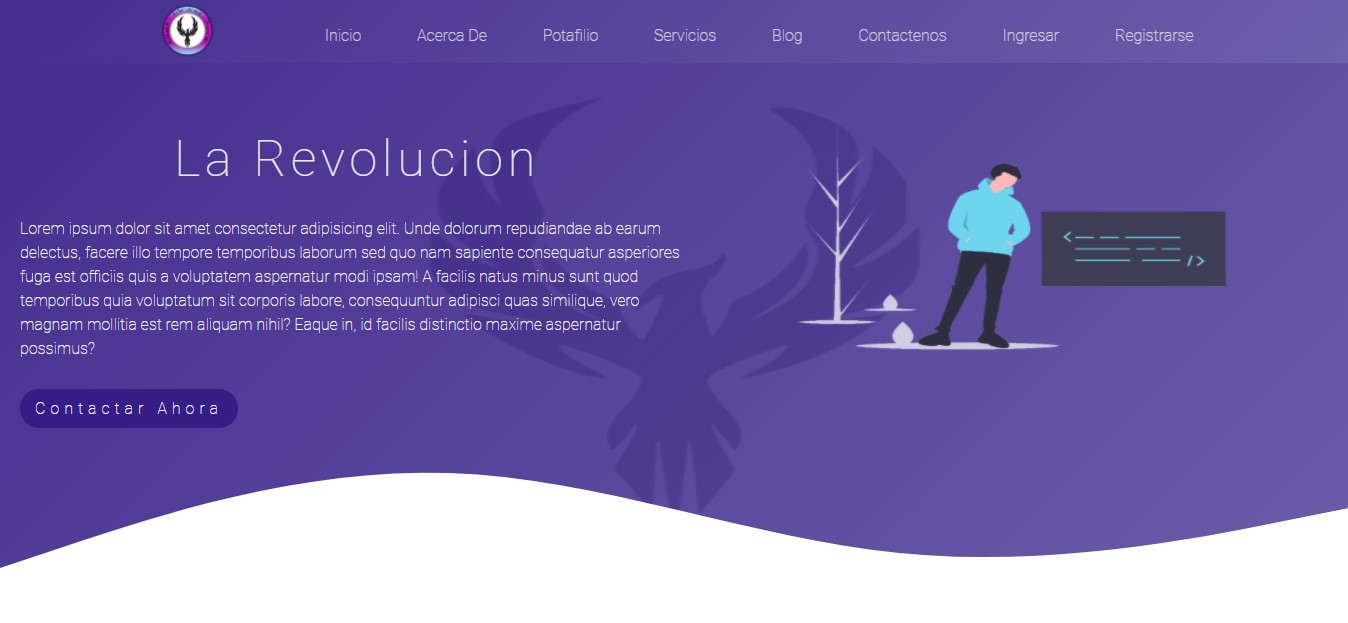 Inicio Acerca De Potafilio Servicios Blog Contactenos Ingresar Registrarse
La Revolucion
Lorem ipsum dolor sit amet consectetur adipisicing elit. Unde dolorum repudiandae ab earum
delectus, facere illo tempore temporibus laborum sed quo nam sapiente consequatur asperiores
fuga est officiis quis a voluptatem aspernatur modi ipsam! A facilis natus minus sunt quod
temporibus quia voluptatum sit corporis labore, consequuntur adipisci quas similique, vero
magnam mollitia est rem aliquam nihil? Eaque in, id facilis distinctio maxime aspernatur
possimus?
Contactar Ahora